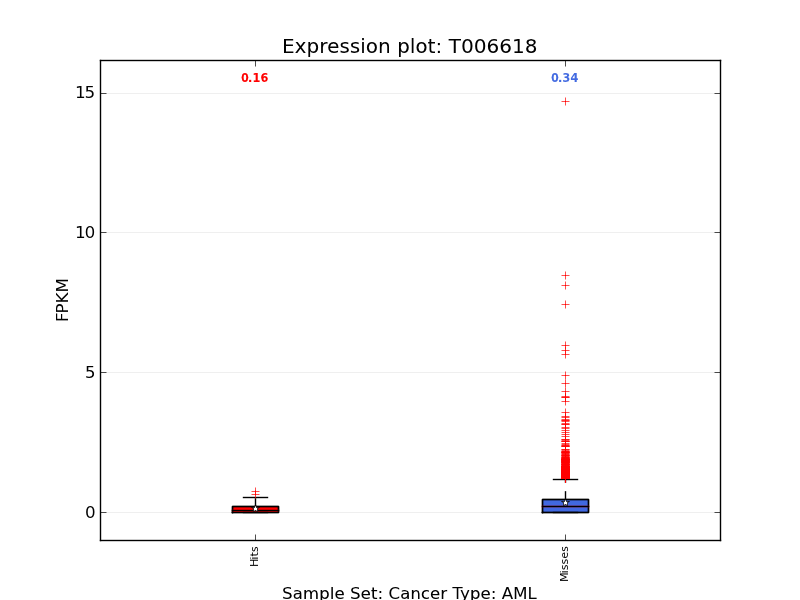 Expression plot: T006618
0.16
0.34
15
10
5
0
FPKM
Hits
Misses
Sample Set: Cancer Type: AML